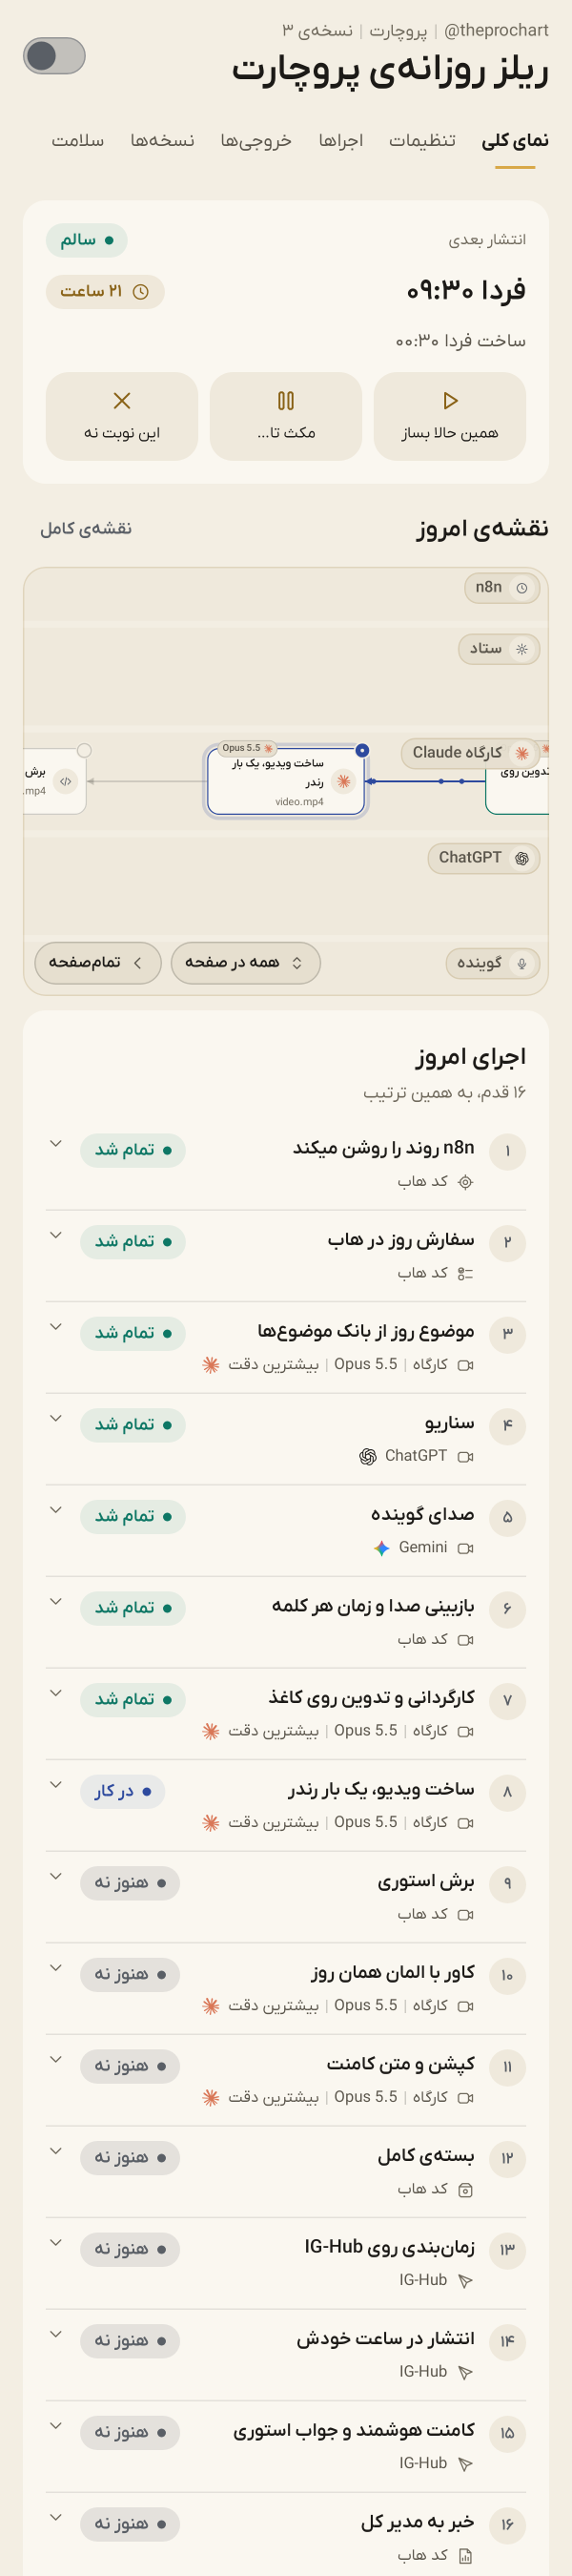 @theprochart | پروچارت | نسخه‌ی ۳
ریلز روزانه‌ی پروچارت
نمای کلی
تنظیمات
اجراها
خروجی‌ها
نسخه‌ها
سلامت
انتشار بعدی
سالم
فردا ۰۹:۳۰
۲۱ ساعت
ساخت فردا ۰۰:۳۰
همین حالا بساز
مکث تا...
این نوبت نه
نقشه‌ی امروز
نقشه‌ی کامل
n8n
ستاد
کارگاه Claude
تدوین روی
Opus 5.5
ساخت ویدیو، یک بار
رندر
video.mp4
برش
.mp4
ChatGPT
گوینده
همه در صفحه
تمام‌صفحه
اجرای امروز
۱۶ قدم، به همین ترتیب
۱
n8n روند را روشن میکند
تمام شد
کد هاب
۲
سفارش روز در هاب
تمام شد
کد هاب
۳
موضوع روز از بانک موضوع‌ها
تمام شد
کارگاه | Opus 5.5 | بیشترین دقت
۴
سناریو
تمام شد
ChatGPT
۵
صدای گوینده
تمام شد
Gemini
۶
بازبینی صدا و زمان هر کلمه
تمام شد
کد هاب
۷
کارگردانی و تدوین روی کاغذ
تمام شد
کارگاه | Opus 5.5 | بیشترین دقت
۸
ساخت ویدیو، یک بار رندر
در کار
کارگاه | Opus 5.5 | بیشترین دقت
۹
برش استوری
هنوز نه
کد هاب
۱۰
کاور با المان همان روز
هنوز نه
کارگاه | Opus 5.5 | بیشترین دقت
۱۱
کپشن و متن کامنت
هنوز نه
کارگاه | Opus 5.5 | بیشترین دقت
۱۲
بسته‌ی کامل
هنوز نه
کد هاب
۱۳
زمان‌بندی روی IG-Hub
هنوز نه
IG-Hub
۱۴
انتشار در ساعت خودش
هنوز نه
IG-Hub
۱۵
کامنت هوشمند و جواب استوری
هنوز نه
IG-Hub
۱۶
خبر به مدیر کل
هنوز نه
کد هاب